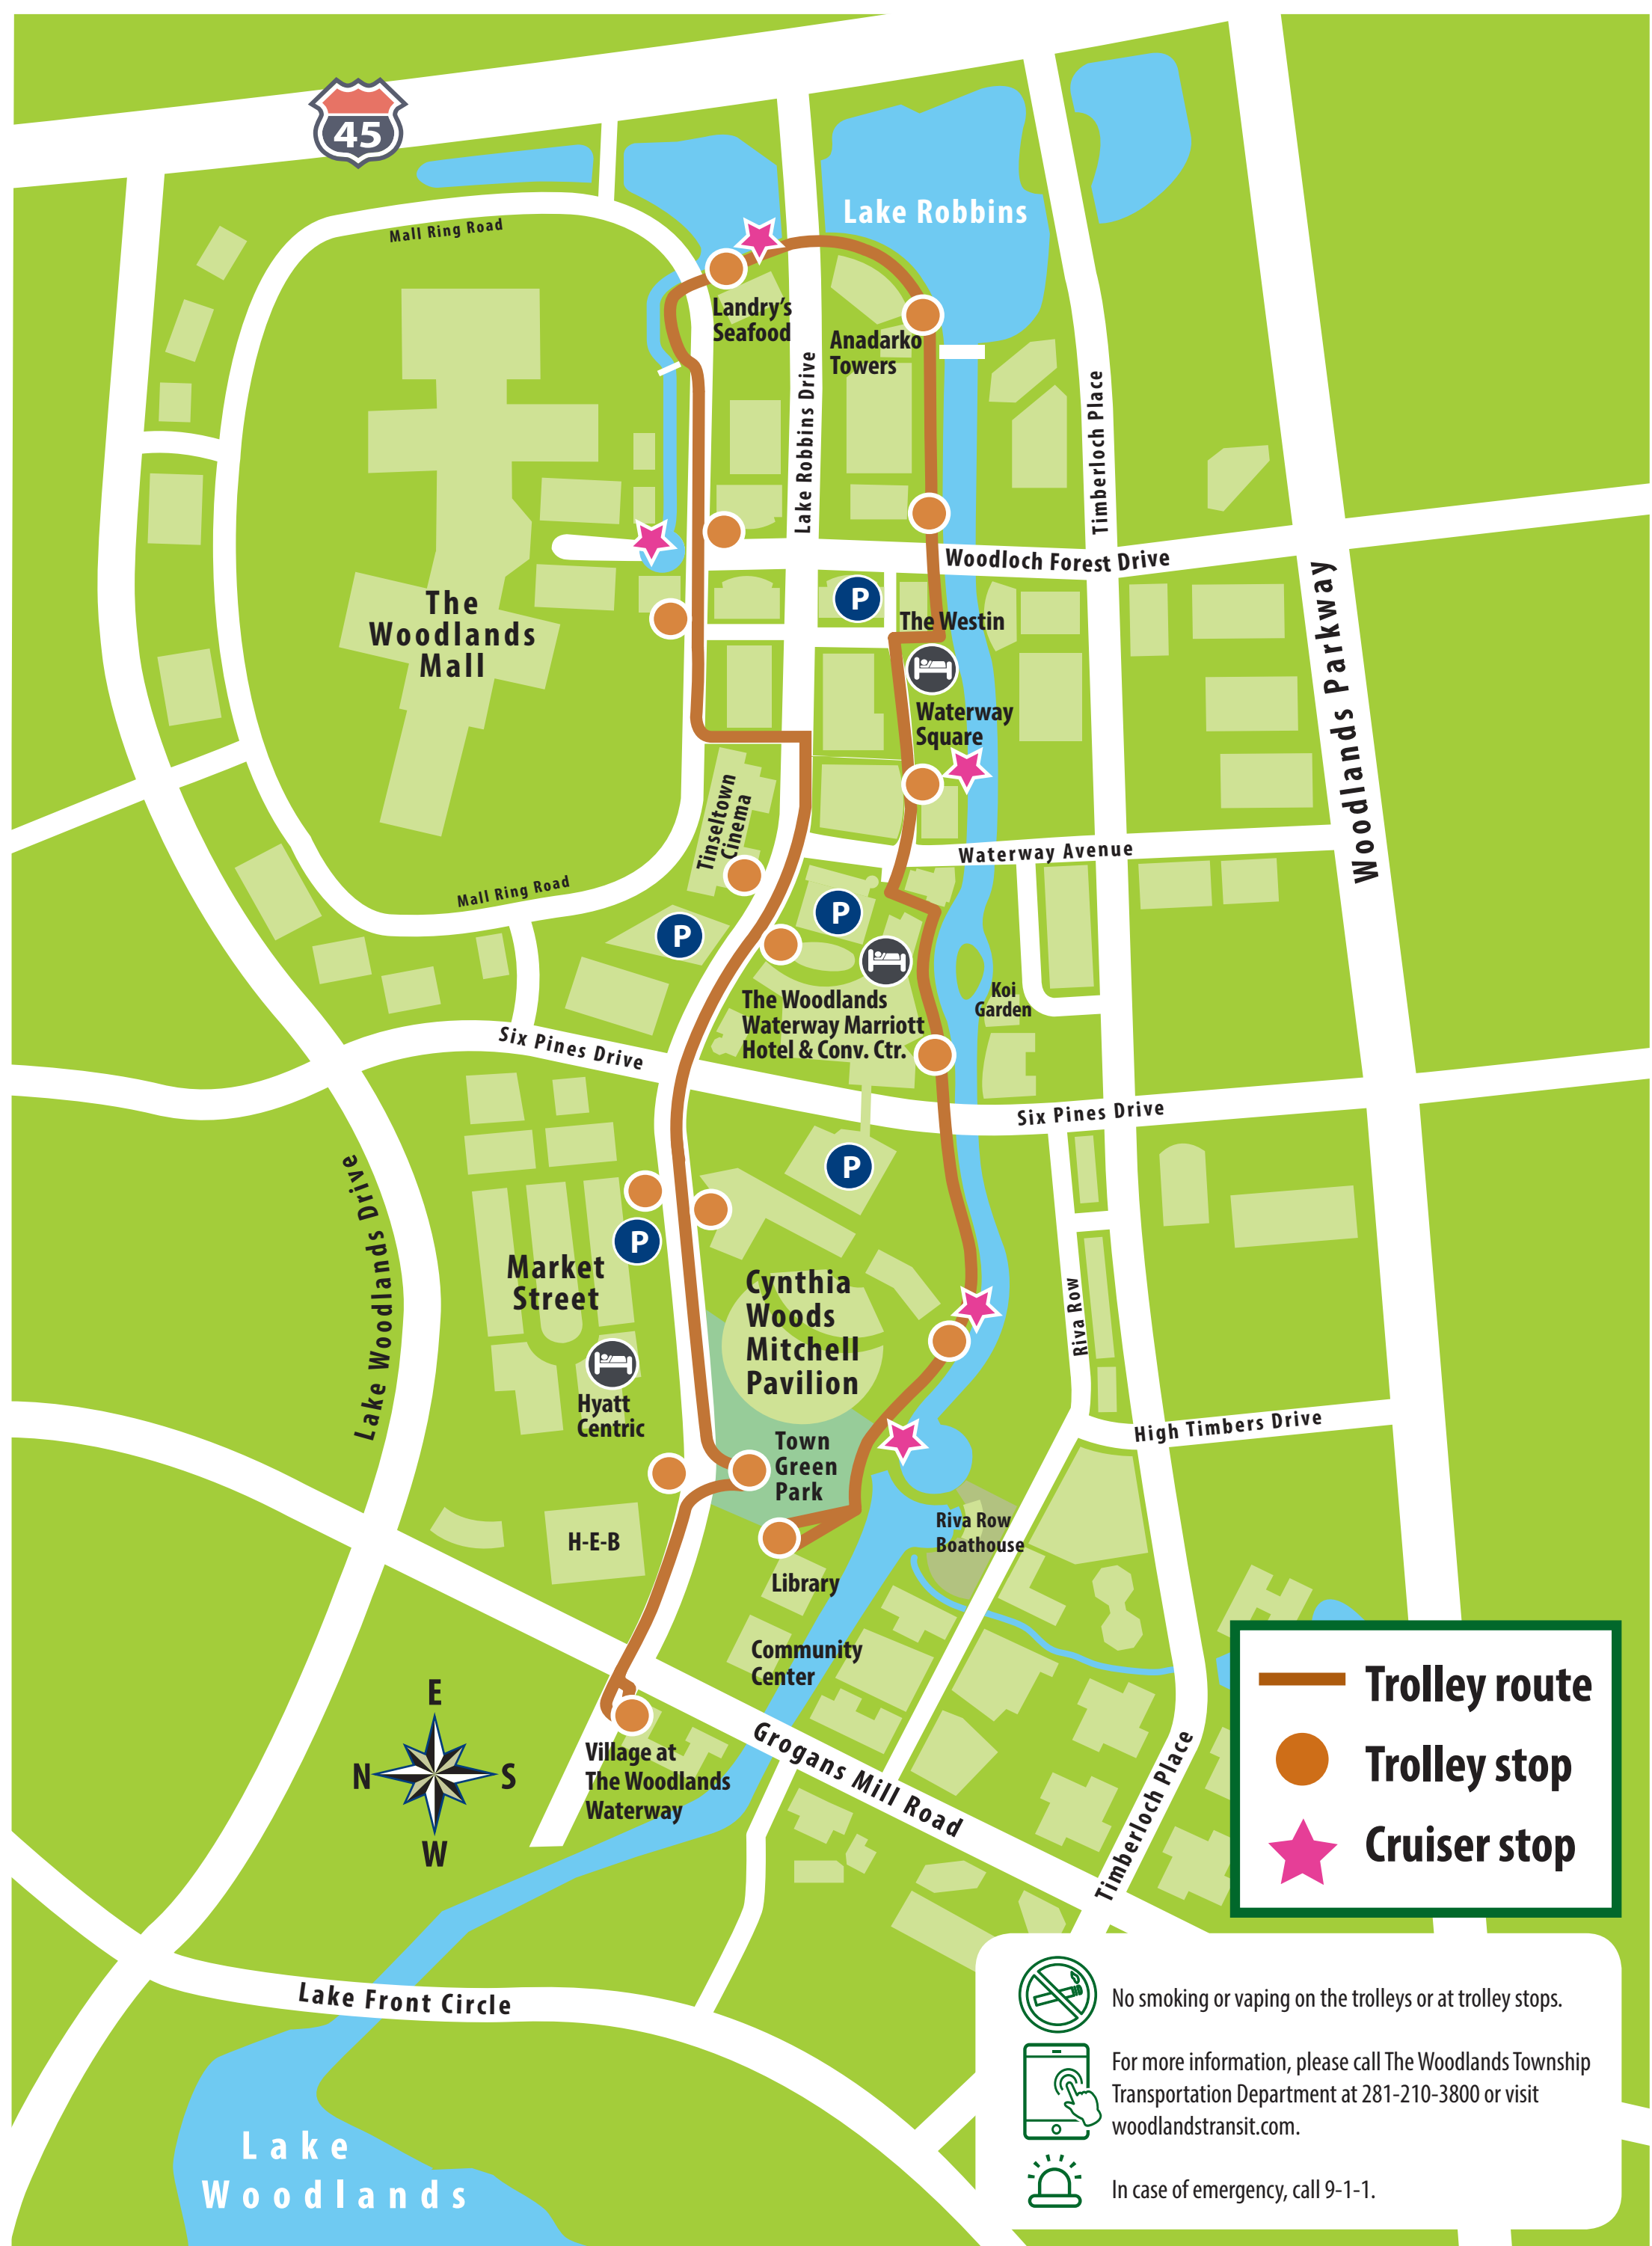 45
Mall Ring Road
Lake Robbins
Landry's
Seafood
Anadarko
Towers
Lake Robbins Drive
Timberloch Place
Woodloch Forest Drive
P
The
Woodlands
Mall
The Westin
Waterway
Square
Woodlands Parkway
Tinseltown
Cinema
Waterway Avenue
Mall Ring Road
P
P
The Woodlands
Waterway Marriott
Hotel & Conv. Ctr.
Koi
Garden
Six Pines Drive
Six Pines Drive
P
Lake Woodlands Drive
P
Market
Street
Cynthia
Woods
Mitchell
Pavilion
Riva Row
Hyatt
Centric
High Timbers Drive
Town
Green
Park
Riva Row
Boathouse
H-E-B
Library
Community
Center
E
N
S
W
Village at
The Woodlands
Waterway
Grogans Mill Road
Timberloch Place
Trolley route
Trolley stop
Cruiser stop
Lake Front Circle
Lake
Woodlands
No smoking or vaping on the trolleys or at trolley stops.
For more information, please call The Woodlands Township
Transportation Department at 281-210-3800 or visit
woodlandstransit.com.
In case of emergency, call 9-1-1.